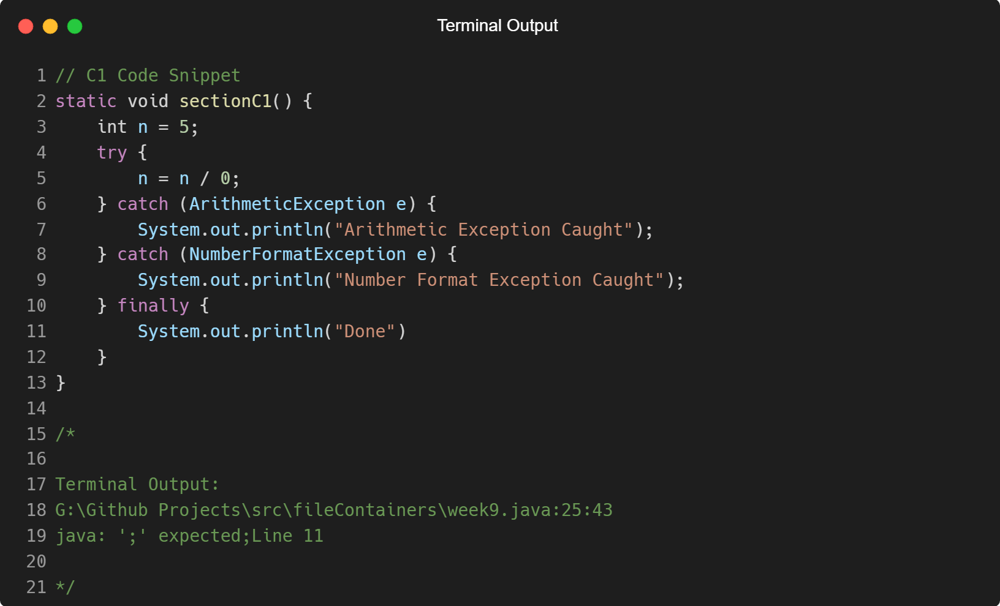 Terminal Output
1 // C1 Code Snippet
2 static void sectionC1() {
3     int n = 5;
4     try {
5         n = n / 0;
6     } catch (ArithmeticException e) {
7         System.out.println("Arithmetic Exception Caught");
8     } catch (NumberFormatException e) {
9         System.out.println("Number Format Exception Caught");
10     } finally {
11         System.out.println("Done")
12     }
13 }
14
15 /*
16
17 Terminal Output:
18 G:\Github Projects\src\fileContainers\week9.java:25:43
19 java: ';' expected;Line 11
20
21 */